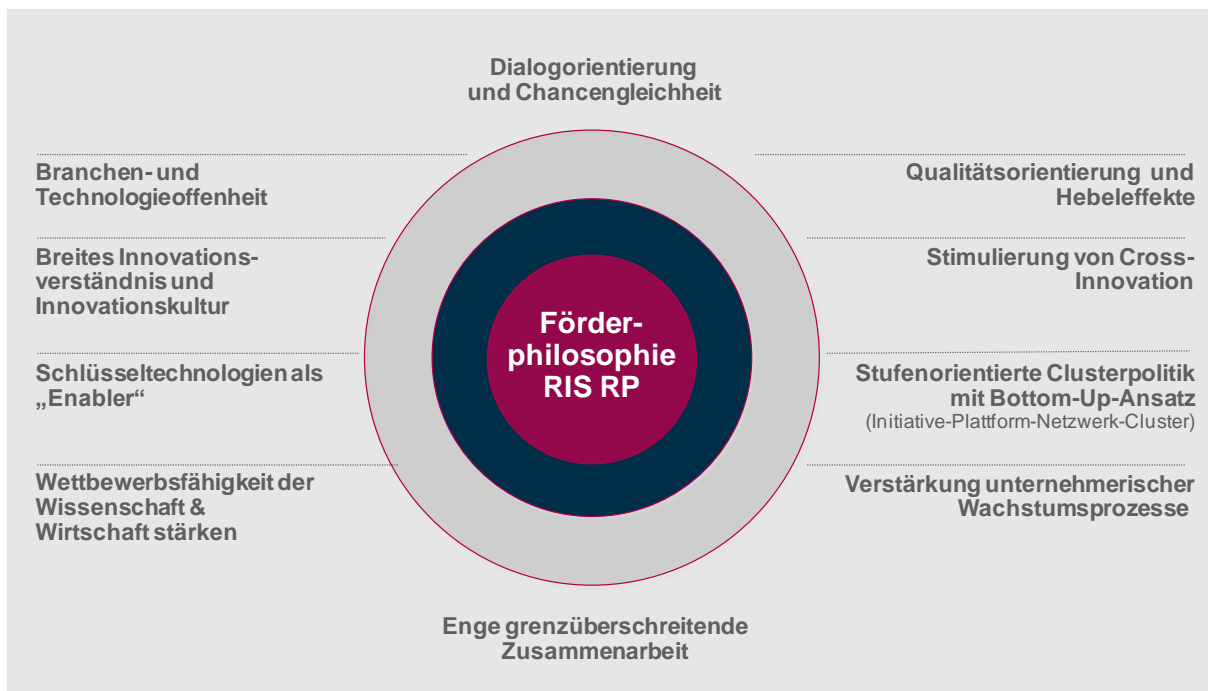 Dialogorientierung
und Chancengleichheit
Branchen- und
Technologieoffenheit
Breites Innovations-
verständnis und
Innovationskultur
Schlüsseltechnologien als
„Enabler“
Wettbewerbsfähigkeit der
Wissenschaft &
Wirtschaft stärken
Förder-
philosophie
RIS RP
Qualitätsorientierung und
Hebeleffekte
Stimulierung von Cross-
Innovation
Stufenorientierte Clusterpolitik
mit Bottom-Up-Ansatz
(Initiative-Plattform-Netzwerk-Cluster)
Verstärkung unternehmerischer
Wachstumsprozesse
Enge grenzüberschreitende
Zusammenarbeit